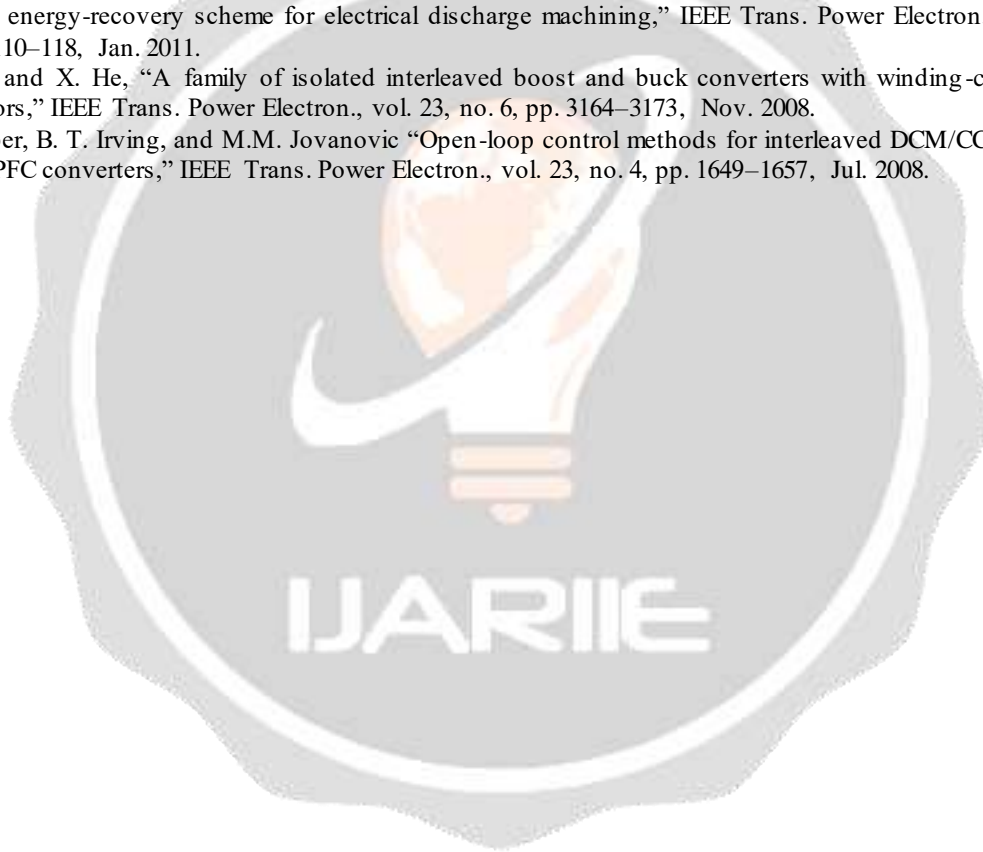 energy-recovery scheme for electrical discharge machining,” IEEE Trans. Power Electron
10–118, Jan. 2011.
and X. He, “A family of isolated interleaved boost and buck converters with winding-c
ors,” IEEE Trans. Power Electron., vol. 23, no. 6, pp. 3164–3173, Nov. 2008.
er, B. T. Irving, and M.M. Jovanovic “Open-loop control methods for interleaved DCM/CC
PFC converters,” IEEE Trans. Power Electron., vol. 23, no. 4, pp. 1649–1657, Jul. 2008.
IJARIIE